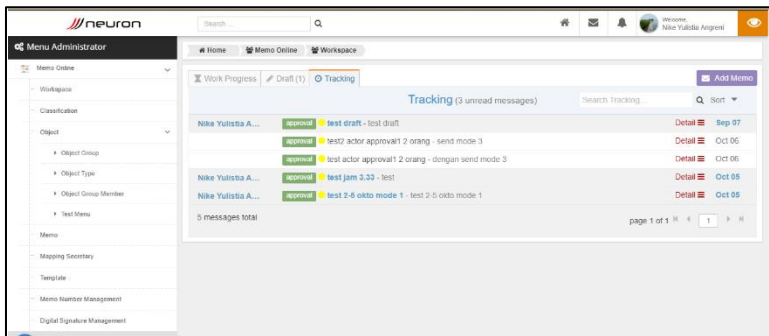 neuron
Search ...
Welcome,
Nike Yulistia Angreni
Menu Administrator
Home Memo Online Workspace
Memo Online
Workspace
Classification
Object
Object Group
Object Type
Object Group Member
Test Menu
Memo
Mapping Secretary
Template
Memo Number Management
Digital Signature Management
Work Progress Draft (1) Tracking
Add Memo
Tracking (3 unread messages) Search Tracking... Sort
Nike Yulistia A... approval test draft - test draft Detail Sep 07
approval test2 actor approval1 2 orang - send mode 3 Detail Oct 06
approval test actor approval1 2 orang - dengan send mode 3 Detail Oct 06
Nike Yulistia A... approval test jam 3.33 - test Detail Oct 05
Nike Yulistia A... approval test 2-5 okto mode 1 - test 2-5 okto mode 1 Detail Oct 05
5 messages total
page 1 of 1 1